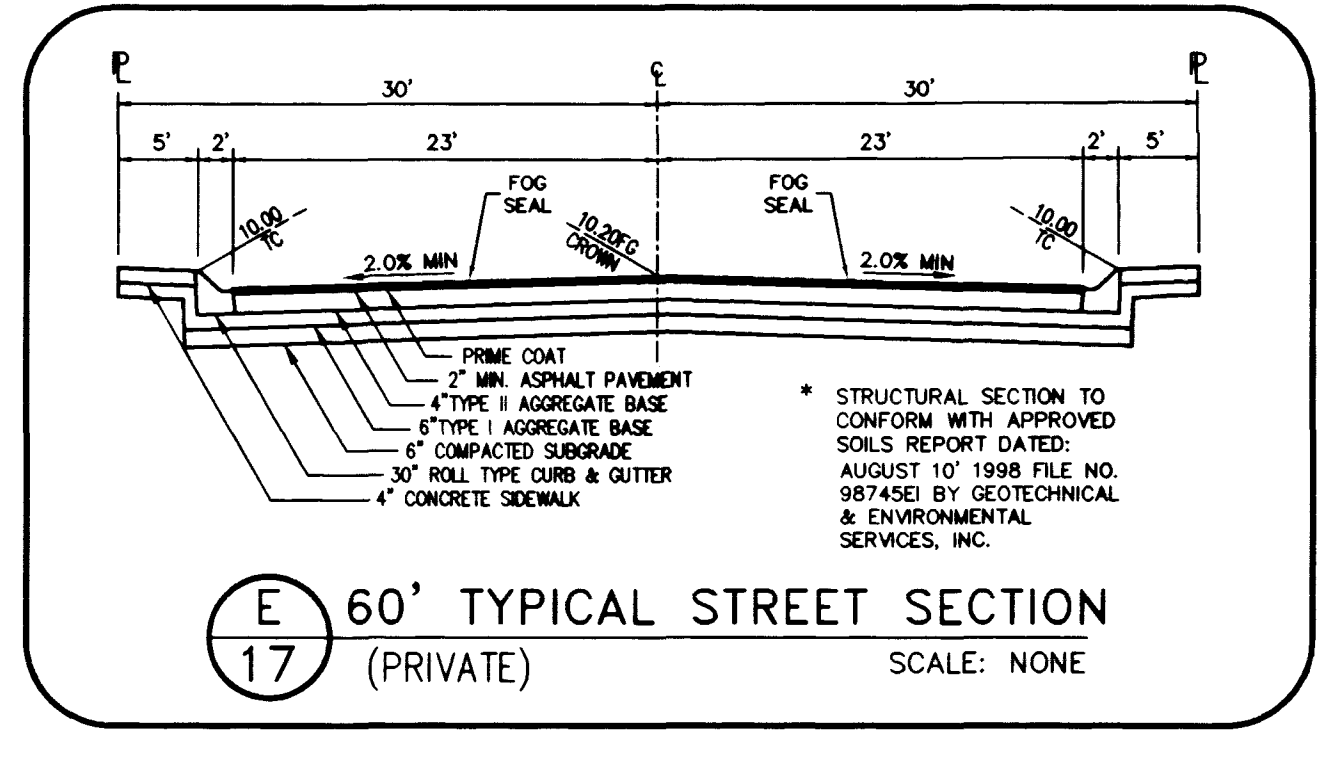 PL
CL
PL
30'
30'
5'
2'
23'
23'
2'
5'
FOG
SEAL
FOG
SEAL
10.00
TC
10.20FG
CROWN
10.00
TC
2.0% MIN
2.0% MIN
PRIME COAT
2" MIN. ASPHALT PAVEMENT
4"TYPE II AGGREGATE BASE
6"TYPE I AGGREGATE BASE
6" COMPACTED SUBGRADE
30" ROLL TYPE CURB & GUTTER
4" CONCRETE SIDEWALK
* STRUCTURAL SECTION TO
CONFORM WITH APPROVED
SOILS REPORT DATED:
AUGUST 10' 1998 FILE NO.
98745EI BY GEOTECHNICAL
& ENVIRONMENTAL
SERVICES, INC.
E
17
60' TYPICAL STREET SECTION
(PRIVATE)
SCALE: NONE